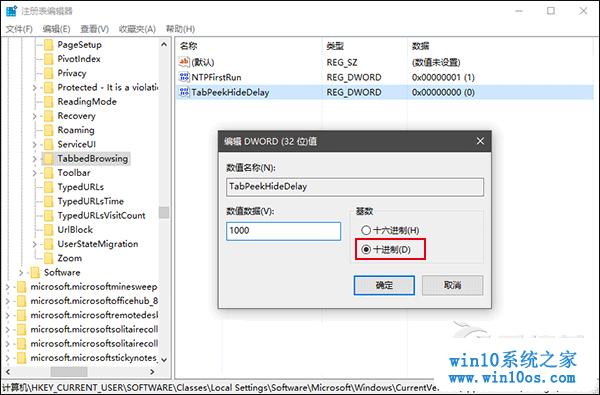 注册表编辑器
文件(F) 编辑(E) 查看(V) 收藏夹(A) 帮助(H)
PageSetup
PivotIndex
Privacy
Protected - It is a violatio
ReadingMode
Recovery
Roaming
ServiceUI
TabbedBrowsing
Toolbar
TypedURLs
TypedURLsTime
TypedURLsVisitCount
UrlBlock
UserStateMigration
Zoom
Software
microsoft.microsoftminesweep
microsoft.microsoftofficehub_8
microsoft.microsoftremotedesk
microsoft.microsoftsolitairecoll
microsoft.microsoftsolitairecoll
microsoft.microsoftstickynotes_
名称 类型 数据
(默认) REG_SZ (数值未设置)
NTPFirstRun REG_DWORD 0x00000001 (1)
TabPeekHideDelay REG_DWORD 0x00000000 (0)
编辑 DWORD (32 位)值
数值名称(N):
TabPeekHideDelay
数值数据(V):
1000
基数
十六进制(H)
十进制(D)
确定 取消
计算机\HKEY_CURRENT_USER\SOFTWARE\Classes\Local Settings\Software\Microsoft\Windows\CurrentVe
win10系统之家
www.win10os.com